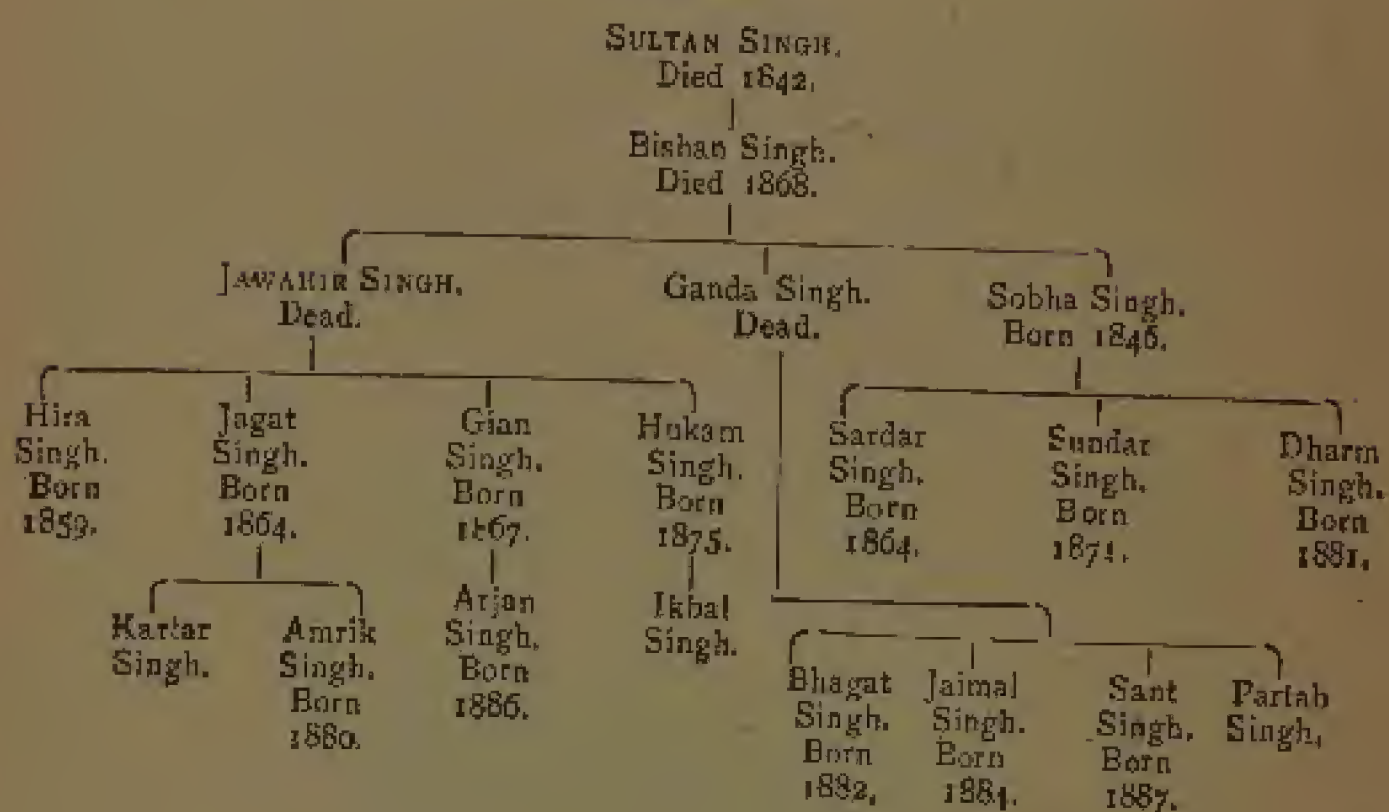 SULTAN SINGH.
Died 1842.
Bishan Singh.
Died 1868.
JAWAHIR SINGH.
Dead.
Ganda Singh.
Dead.
Sobha Singh.
Born 1846.
Hira
Singh.
Born
1859.
Jagat
Singh.
Born
1864.
Gian
Singh.
Born
1867.
Hukam
Singh.
Born
1875.
Sardar
Singh.
Born
1864.
Sundar
Singh.
Born
Dharm
Singh.
Born
1881.
Kartar
Singh.
Amrik
Singh.
Born
1880.
Arjan
Singh.
Born
1886.
Ikbal
Singh.
Bhagat
Singh.
Born
1882.
Jaimal
Singh.
Born
1884.
Sant
Singh.
Born
1887.
Partab
Singh.